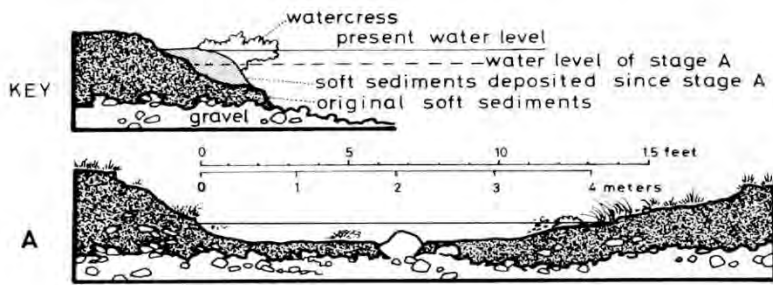 watercress
present water level
water level of stage A
KEY
soft sediments deposited since stage A
original soft sediments
gravel
0 5 10 15 feet
0 1 2 3 4 meters
A